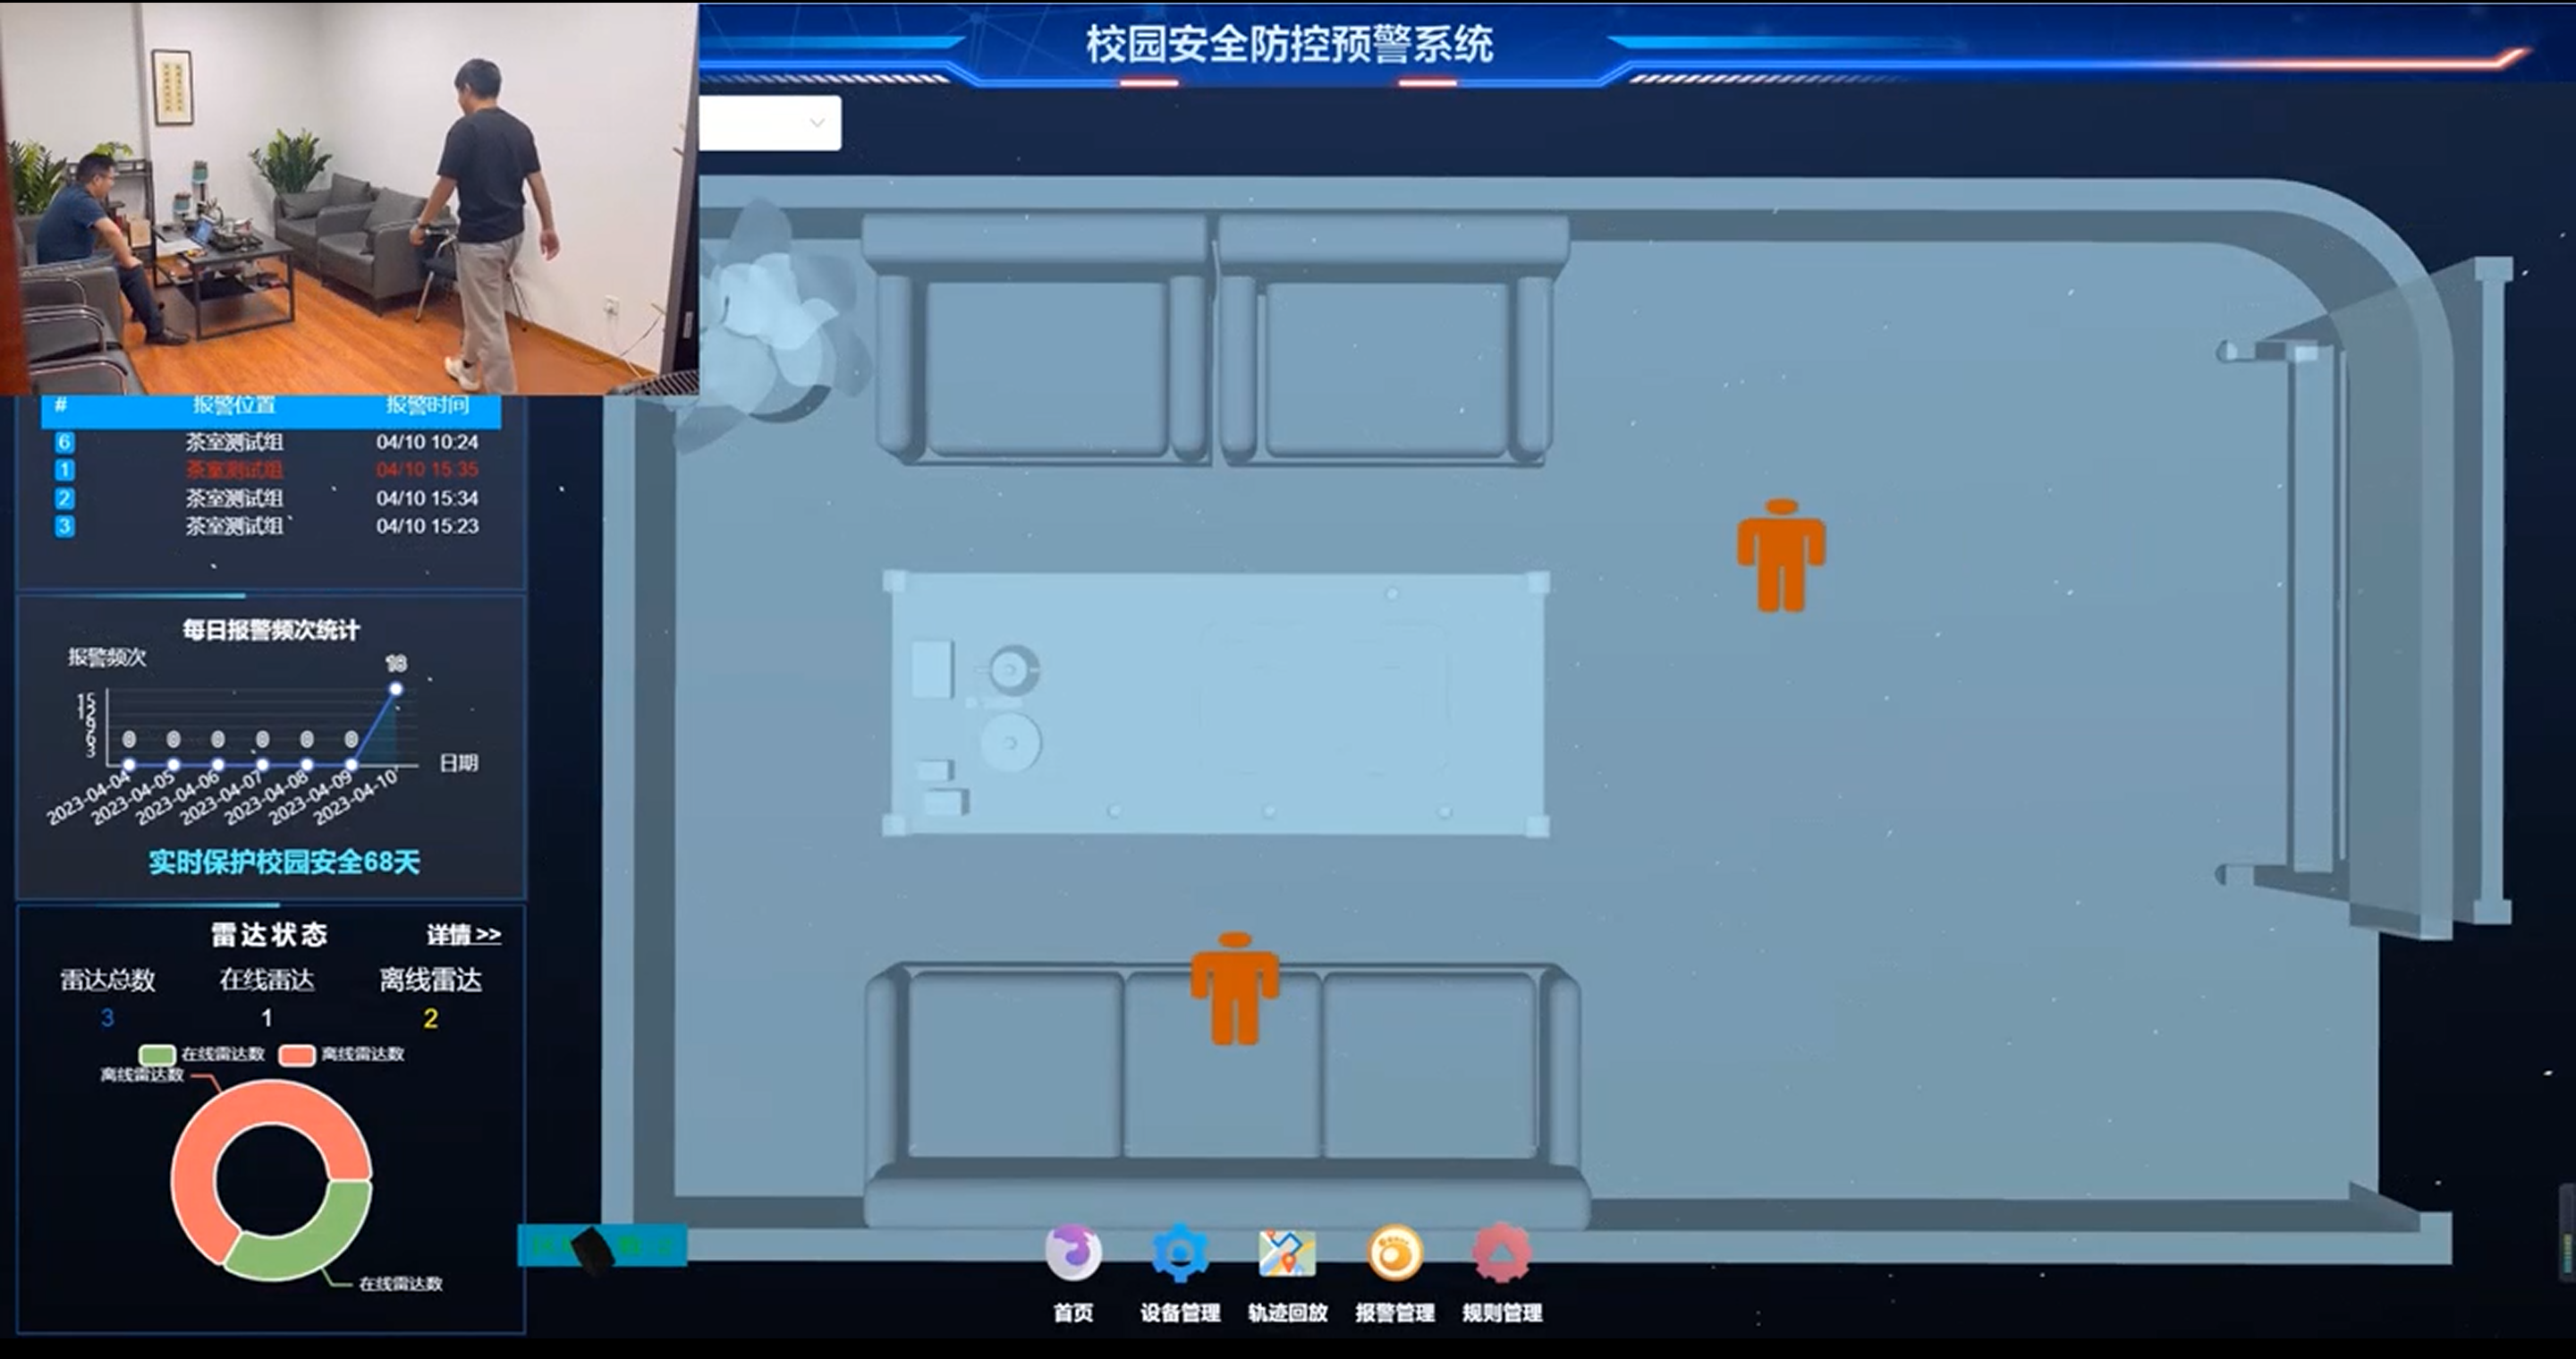 校园安全防控预警系统
# 报警位置 报警时间
6 茶室测试组 04/10 10:24
1 茶室测试组 04/10 15:35
2 茶室测试组 04/10 15:34
3 茶室测试组 04/10 15:23
每日报警频次统计
报警频次
18
15
12
9
6
3
0 0 0 0 0 0
日期
2023-04-04 2023-04-05 2023-04-06 2023-04-07 2023-04-08 2023-04-09 2023-04-10
实时保护校园安全68天
雷达状态 详情>>
雷达总数 在线雷达 离线雷达
3 1 2
在线雷达数 离线雷达数
离线雷达数
在线雷达数
首页 设备管理 轨迹回放 报警管理 规则管理